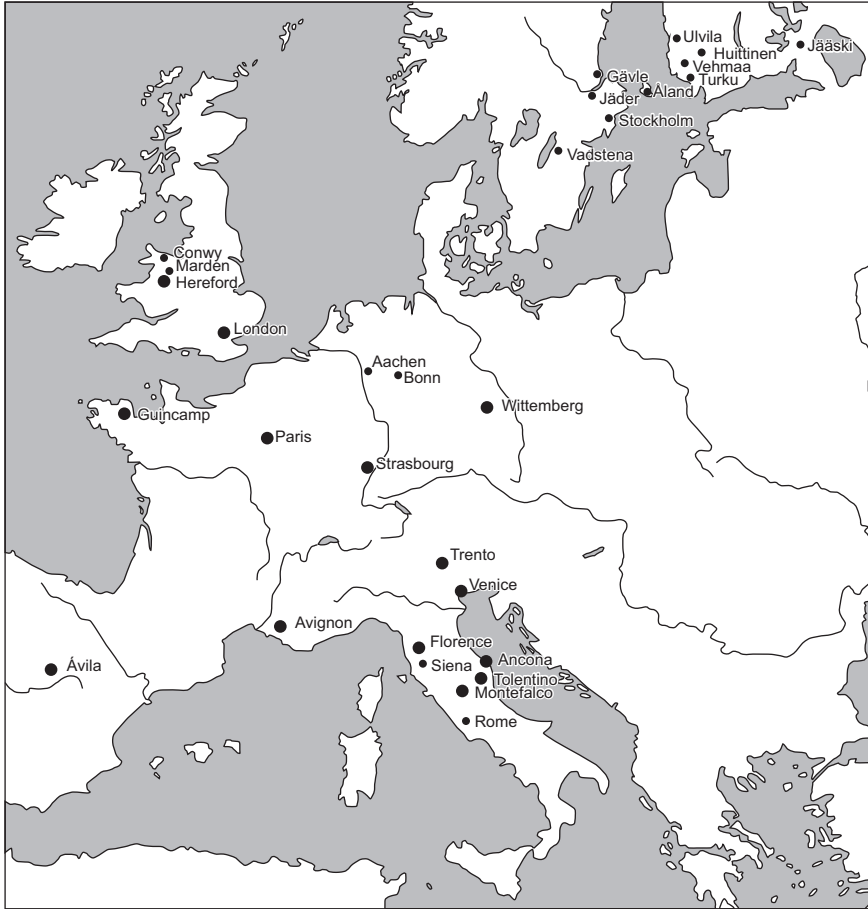 Ulvila
Huittinen
Jääski
Vehmaa
Turku
Gävle
Åland
Jäder
Stockholm
Vadstena
Conwy
Marden
Hereford
London
Aachen
Bonn
Guincamp
Wittemberg
Paris
Strasbourg
Trento
Venice
Avignon
Florence
Siena
Ancona
Ávila
Tolentino
Montefalco
Rome